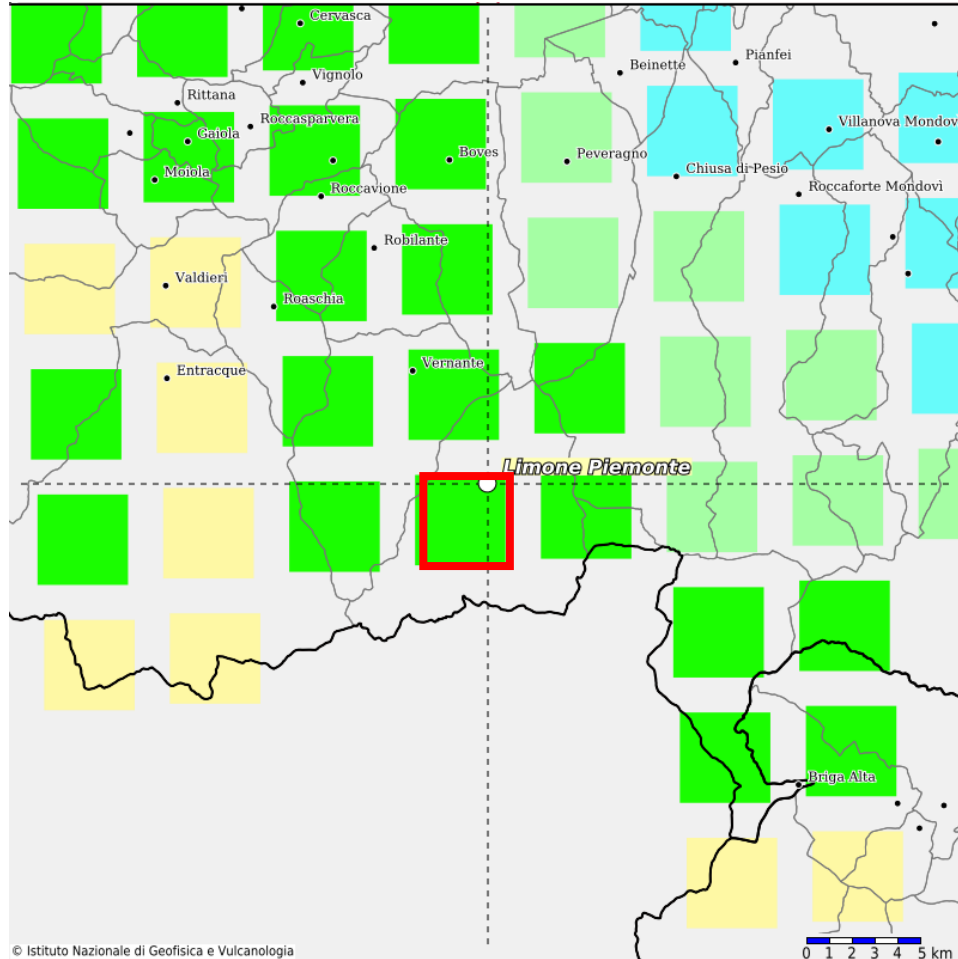 Cervasca
Pianfei
Beinette
Vignolo
Rittana
Villanova Mondov
Roccasparvera
Gaiola
Boves
Peveragno
Chiusa di Pesio
Moiola
Roccavione
Roccaforte Mondovì
Robilante
Valdieri
Roaschia
Vernante
Entracque
Limone Piemonte
Briga Alta
© Istituto Nazionale di Geofisica e Vulcanologia
0 1 2 3 4 5 km